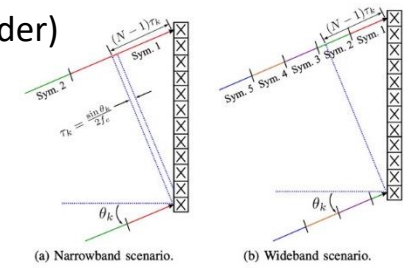 der)
(N−1)τₖ
Sym. 1
Sym. 2
τₖ = sin θₖ / 2f_c
θₖ
(a) Narrowband scenario.
(N−1)τₖ
Sym. 5 Sym. 4 Sym. 3 Sym. 2 Sym. 1
θₖ
(b) Wideband scenario.